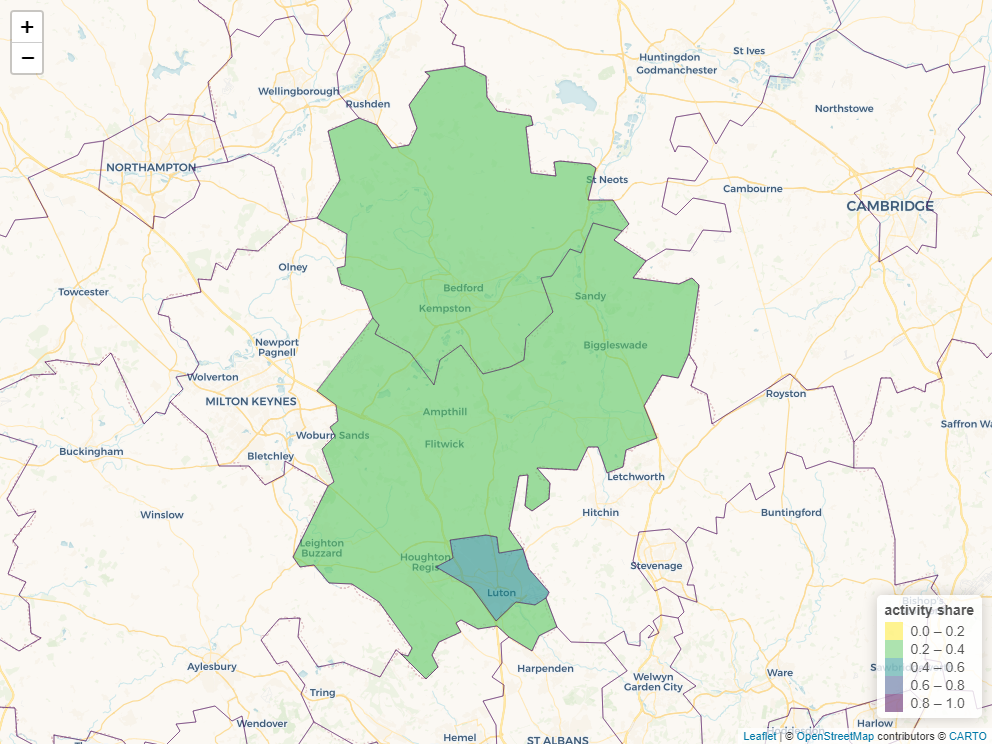 +
−
St Ives
Huntingdon
Godmanchester
Wellingborough
Rushden
Northstowe
NORTHAMPTON
St Neots
Cambourne
CAMBRIDGE
Olney
Towcester
Bedford
Kempston
Sandy
Newport
Pagnell
Biggleswade
Wolverton
MILTON KEYNES
Royston
Ampthill
Saffron Wa
Woburn Sands
Flitwick
Buckingham
Bletchley
Letchworth
Winslow
Hitchin
Buntingford
Leighton
Buzzard
Houghton
Regis
Stevenage
Luton
Bishop's
activity share
0.0 – 0.2
0.2 – 0.4
0.4 – 0.6
0.6 – 0.8
0.8 – 1.0
Aylesbury
Harpenden
Ware
Welwyn
Garden City
Tring
Wendover
Harlow
Hemel
ST ALBANS
Leaflet | © OpenStreetMap contributors © CARTO